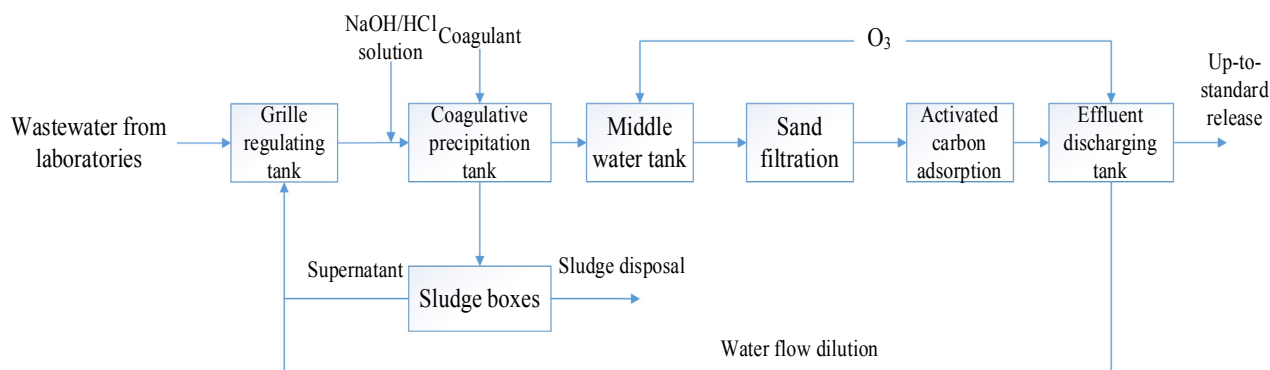 NaOH/HCl
solution
Coagulant
O₃
Up-to-
standard
release
Wastewater from
laboratories
Grille
regulating
tank
Coagulative
precipitation
tank
Middle
water tank
Sand
filtration
Activated
carbon
adsorption
Effluent
discharging
tank
Supernatant
Sludge boxes
Sludge disposal
Water flow dilution